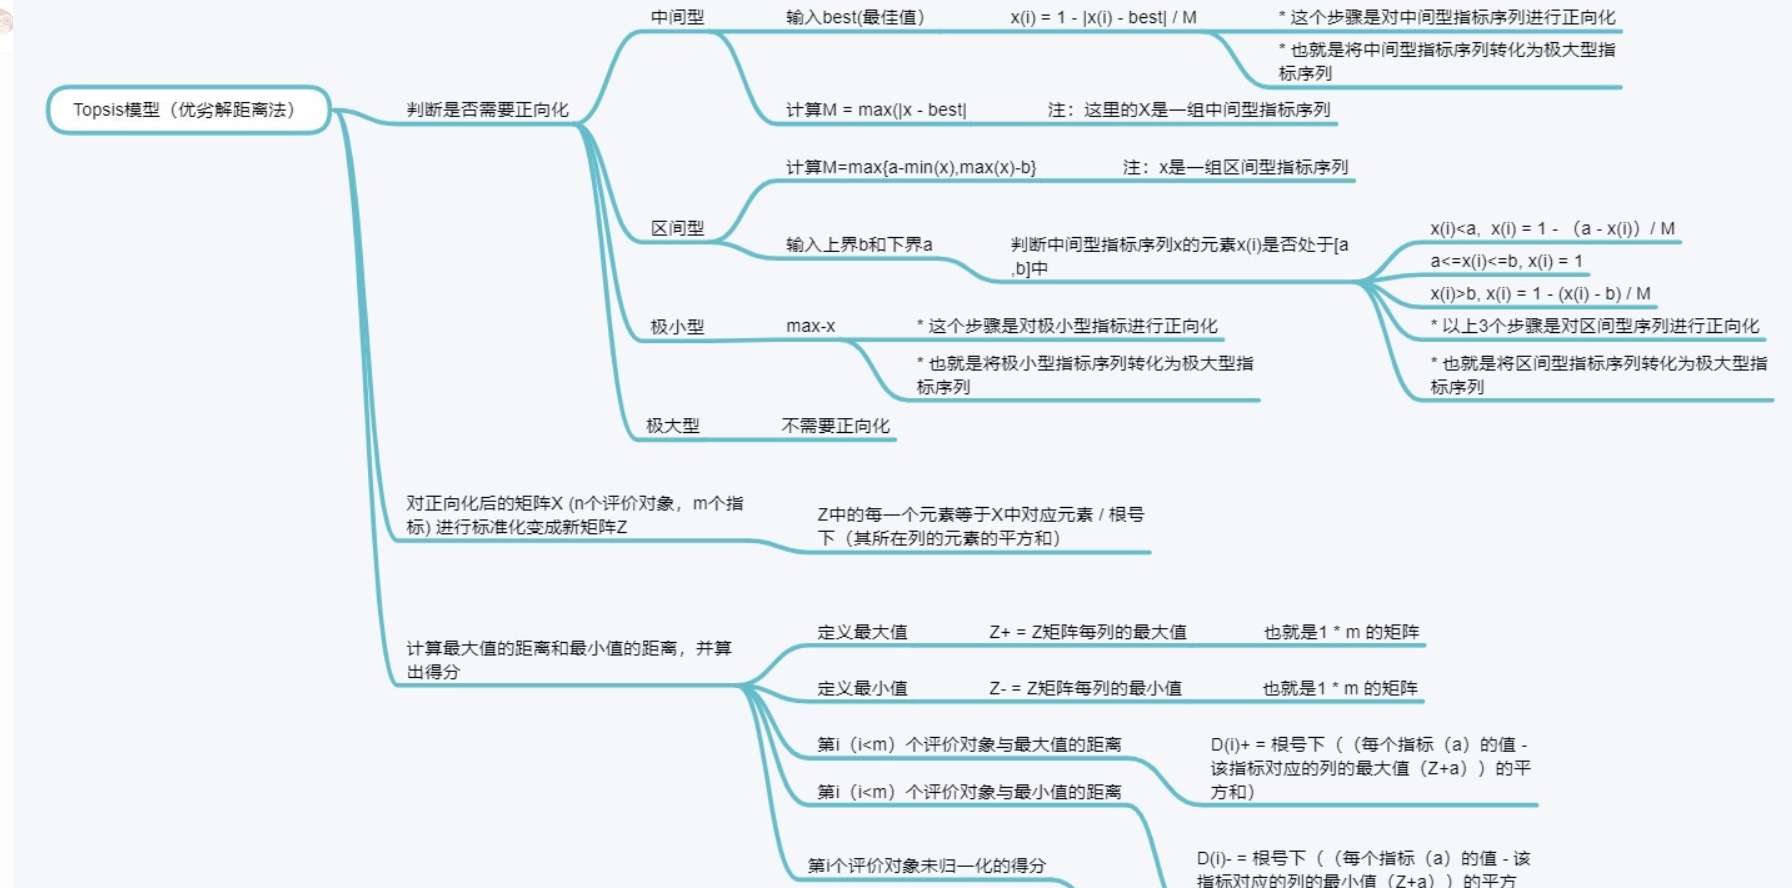 Topsis模型（优劣解距离法）
判断是否需要正向化
中间型
输入best(最佳值）
x(i) = 1 - |x(i) - best| / M
* 这个步骤是对中间型指标序列进行正向化
* 也就是将中间型指标序列转化为极大型指
标序列
计算M = max(|x - best|
注：这里的X是一组中间型指标序列
区间型
计算M=max{a-min(x),max(x)-b}
注：x是一组区间型指标序列
输入上界b和下界a
判断中间型指标序列x的元素x(i)是否处于[a
,b]中
x(i)<a, x(i) = 1 - （a - x(i)）/ M
a<=x(i)<=b, x(i) = 1
x(i)>b, x(i) = 1 - (x(i) - b) / M
* 以上3个步骤是对区间型序列进行正向化
* 也就是将区间型指标序列转化为极大型指
标序列
极小型
max-x
* 这个步骤是对极小型指标进行正向化
* 也就是将极小型指标序列转化为极大型指
标序列
极大型
不需要正向化
对正向化后的矩阵X (n个评价对象，m个指
标) 进行标准化变成新矩阵Z
Z中的每一个元素等于X中对应元素 / 根号
下（其所在列的元素的平方和）
计算最大值的距离和最小值的距离，并算
出得分
定义最大值
Z+ = Z矩阵每列的最大值
也就是1 * m 的矩阵
定义最小值
Z- = Z矩阵每列的最小值
也就是1 * m 的矩阵
第i（i<m）个评价对象与最大值的距离
D(i)+ = 根号下（（每个指标（a）的值 -
该指标对应的列的最大值（Z+a））的平
方和）
第i（i<m）个评价对象与最小值的距离
D(i)- = 根号下（（每个指标（a）的值 - 该
指标对应的列的最小值（Z+a））的平方
第i个评价对象未归一化的得分